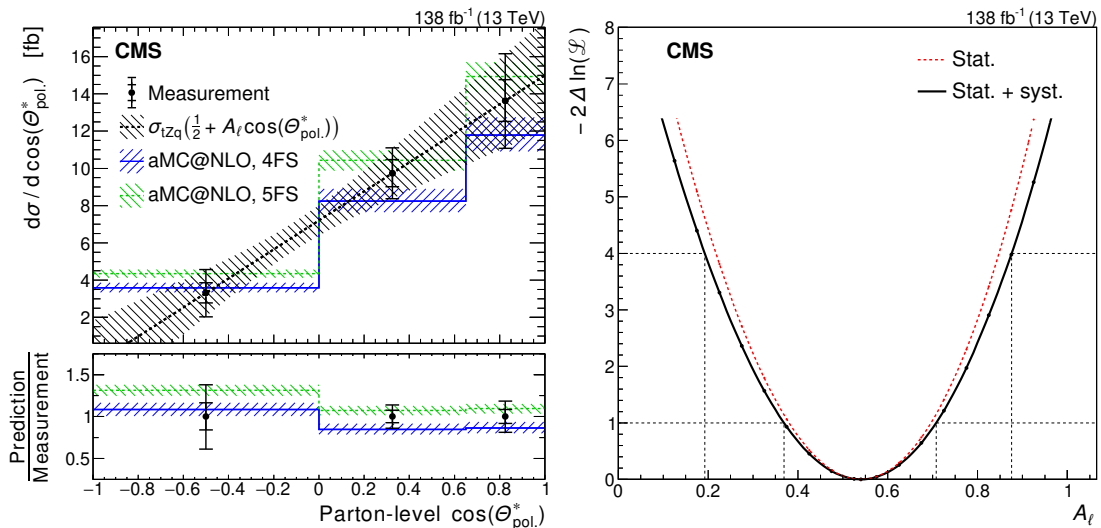 138 fb⁻¹ (13 TeV)
CMS
Measurement
σtZq(½ + Aℓ cos(Θ*pol.))
aMC@NLO, 4FS
aMC@NLO, 5FS
dσ / d cos(Θ*pol.) [fb]
16
14
12
10
8
6
4
2
Prediction
Measurement
1.5
1
0.5
−1 −0.8 −0.6 −0.4 −0.2 0 0.2 0.4 0.6 0.8 1
Parton-level cos(Θ*pol.)
138 fb⁻¹ (13 TeV)
CMS
Stat.
Stat. + syst.
− 2 Δ ln(ℒ)
8
7
6
5
4
3
2
1
0
0 0.2 0.4 0.6 0.8 1
Aℓ